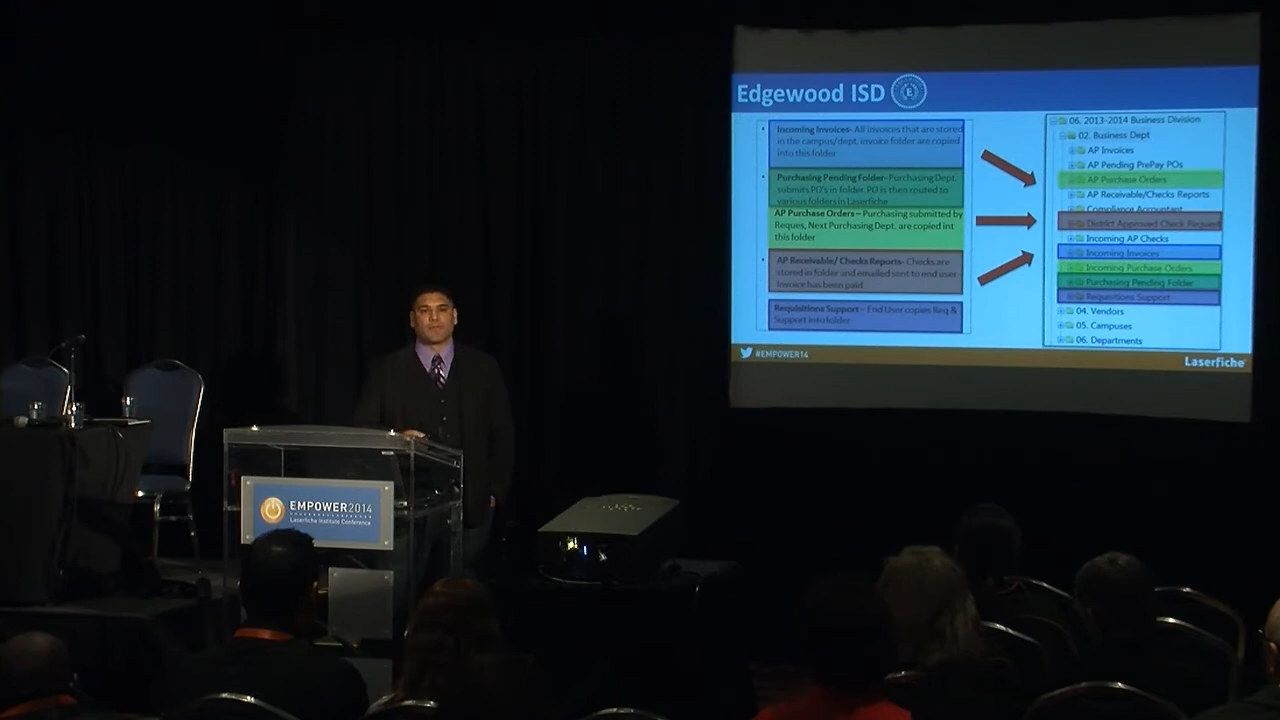 Edgewood ISD
E
Incoming Invoices- All invoices that are stored
in the campus/dept. invoice folder are copied
into this folder
Purchasing Pending Folder- Purchasing Dept.
submits PO's in folder. PO is then routed to
various folders in Laserfiche
AP Purchase Orders – Purchasing submitted by
Reques, Next Purchasing Dept. are copied int
this folder
AP Receivable/ Checks Reports- Checks are
stored in folder and emailed sent to end user
Invoice has been paid
Requisitions Support – End User copies Req &
Support into folder
06. 2013-2014 Business Division
02. Business Dept
AP Invoices
AP Pending PrePay POs
AP Purchase Orders
AP Receivable/Checks Reports
Compliance Accountant
District Approved Check Request
Incoming AP Checks
Incoming Invoices
Incoming Purchase Orders
Purchasing Pending Folder
Requisitions Support
04. Vendors
05. Campuses
06. Departments
#EMPOWER14
Laserfiche
EMPOWER2014
Laserfiche Institute Conference